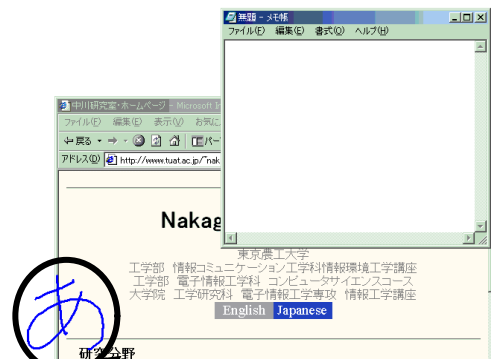 無題 - メモ帳
ファイル(F) 編集(E) 書式(O) ヘルプ(H)
中川研究室・ホームページ - Microsoft
ファイル(F) 編集(E) 表示(V) お気に
戻る
アドレス(D) http://www.tuat.ac.jp/~nak
Nakag
東京農工大学
工学部 情報コミュニケーション工学科情報環境工学講座
工学部 電子情報工学科 コンピュータサイエンスコース
大学院 工学研究科 電子情報工学専攻 情報工学講座
English Japanese
あ
研究分野